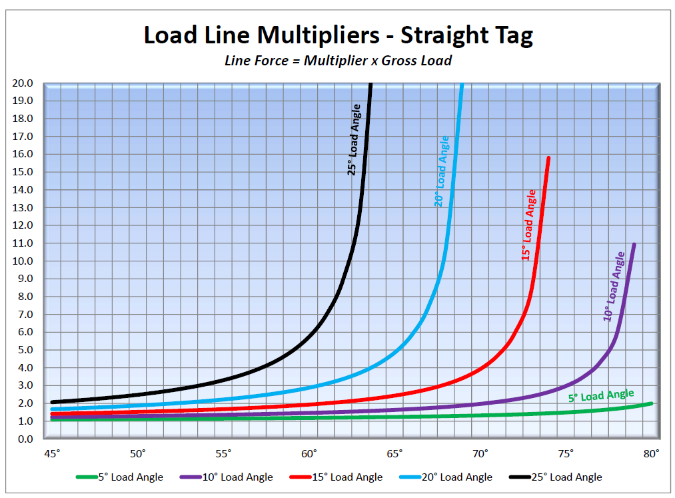 Load Line Multipliers - Straight Tag
Line Force = Multiplier x Gross Load
20.0
19.0
18.0
17.0
16.0
15.0
14.0
13.0
12.0
11.0
10.0
9.0
8.0
7.0
6.0
5.0
4.0
3.0
2.0
1.0
0.0
25° Load Angle
20° Load Angle
15° Load Angle
10° Load Angle
5° Load Angle
45° 50° 55° 60° 65° 70° 75° 80°
5° Load Angle 10° Load Angle 15° Load Angle 20° Load Angle 25° Load Angle